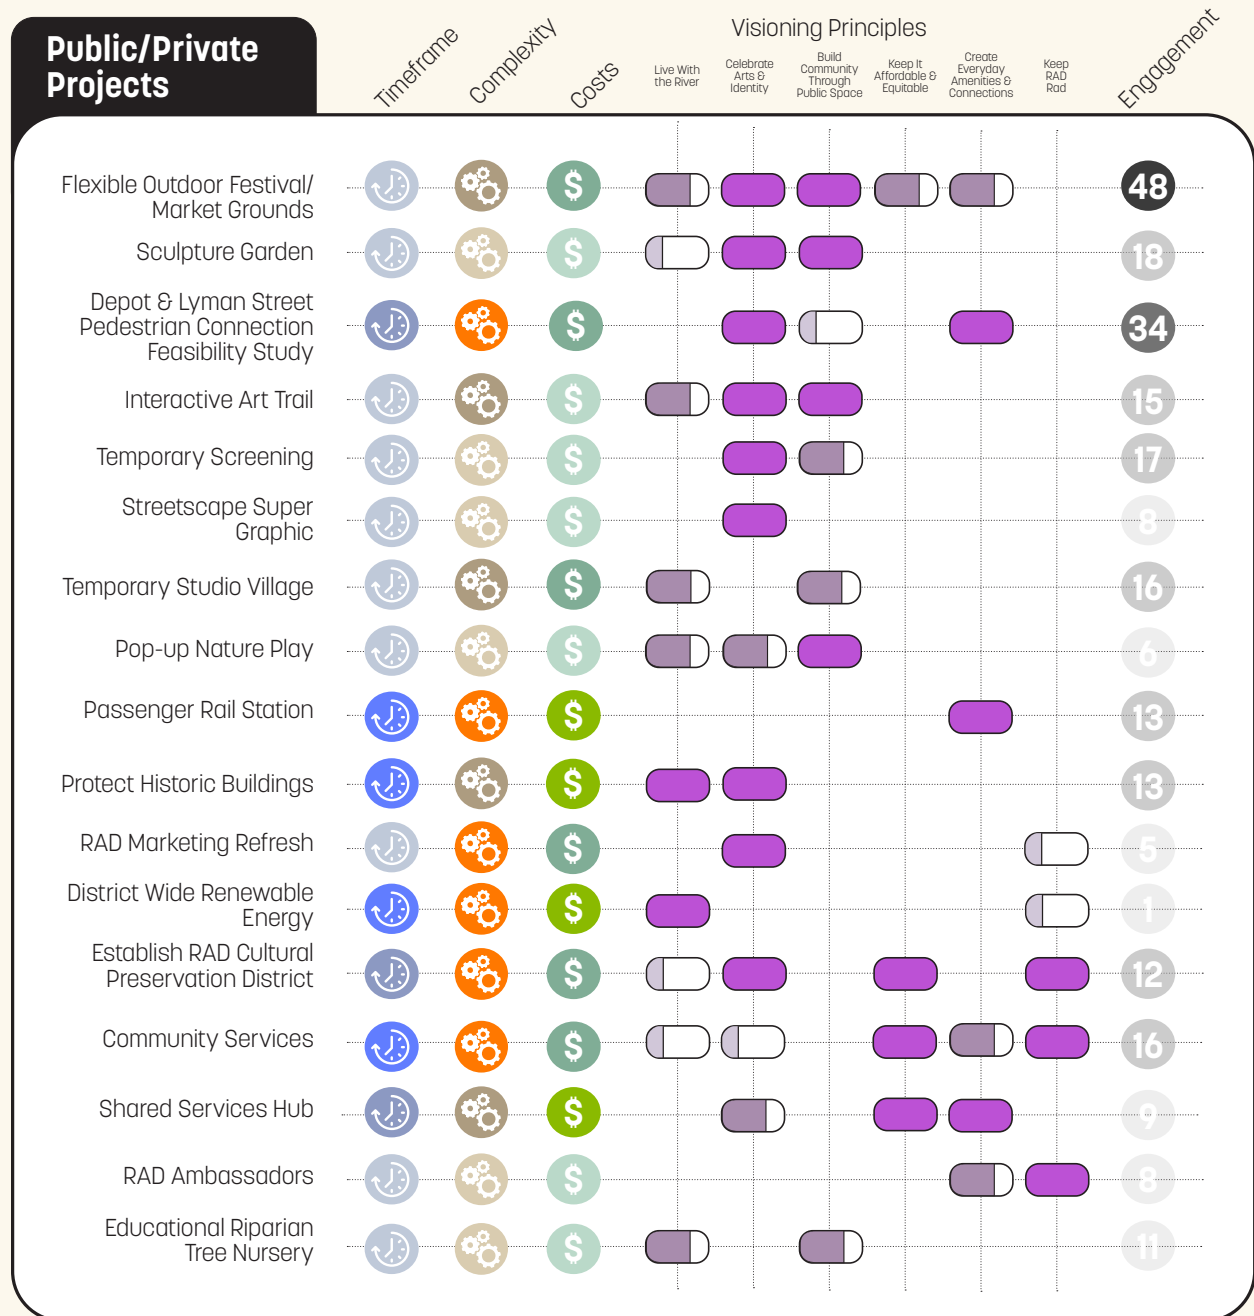 Public/Private
Projects
Timeframe
Complexity
Costs
Visioning Principles
Live With
the River
Celebrate
Arts &
Identity
Build
Community
Through
Public Space
Keep It
Affordable &
Equitable
Create
Everyday
Amenities &
Connections
Keep
RAD
Rad
Engagement
Flexible Outdoor Festival/
Market Grounds
$
48
Sculpture Garden
$
18
Depot & Lyman Street
Pedestrian Connection
Feasibility Study
$
34
Interactive Art Trail
$
15
Temporary Screening
$
17
Streetscape Super
Graphic
$
8
Temporary Studio Village
$
16
Pop-up Nature Play
$
6
Passenger Rail Station
$
13
Protect Historic Buildings
$
13
RAD Marketing Refresh
$
5
District Wide Renewable
Energy
$
1
Establish RAD Cultural
Preservation District
$
12
Community Services
$
16
Shared Services Hub
$
9
RAD Ambassadors
$
8
Educational Riparian
Tree Nursery
$
11